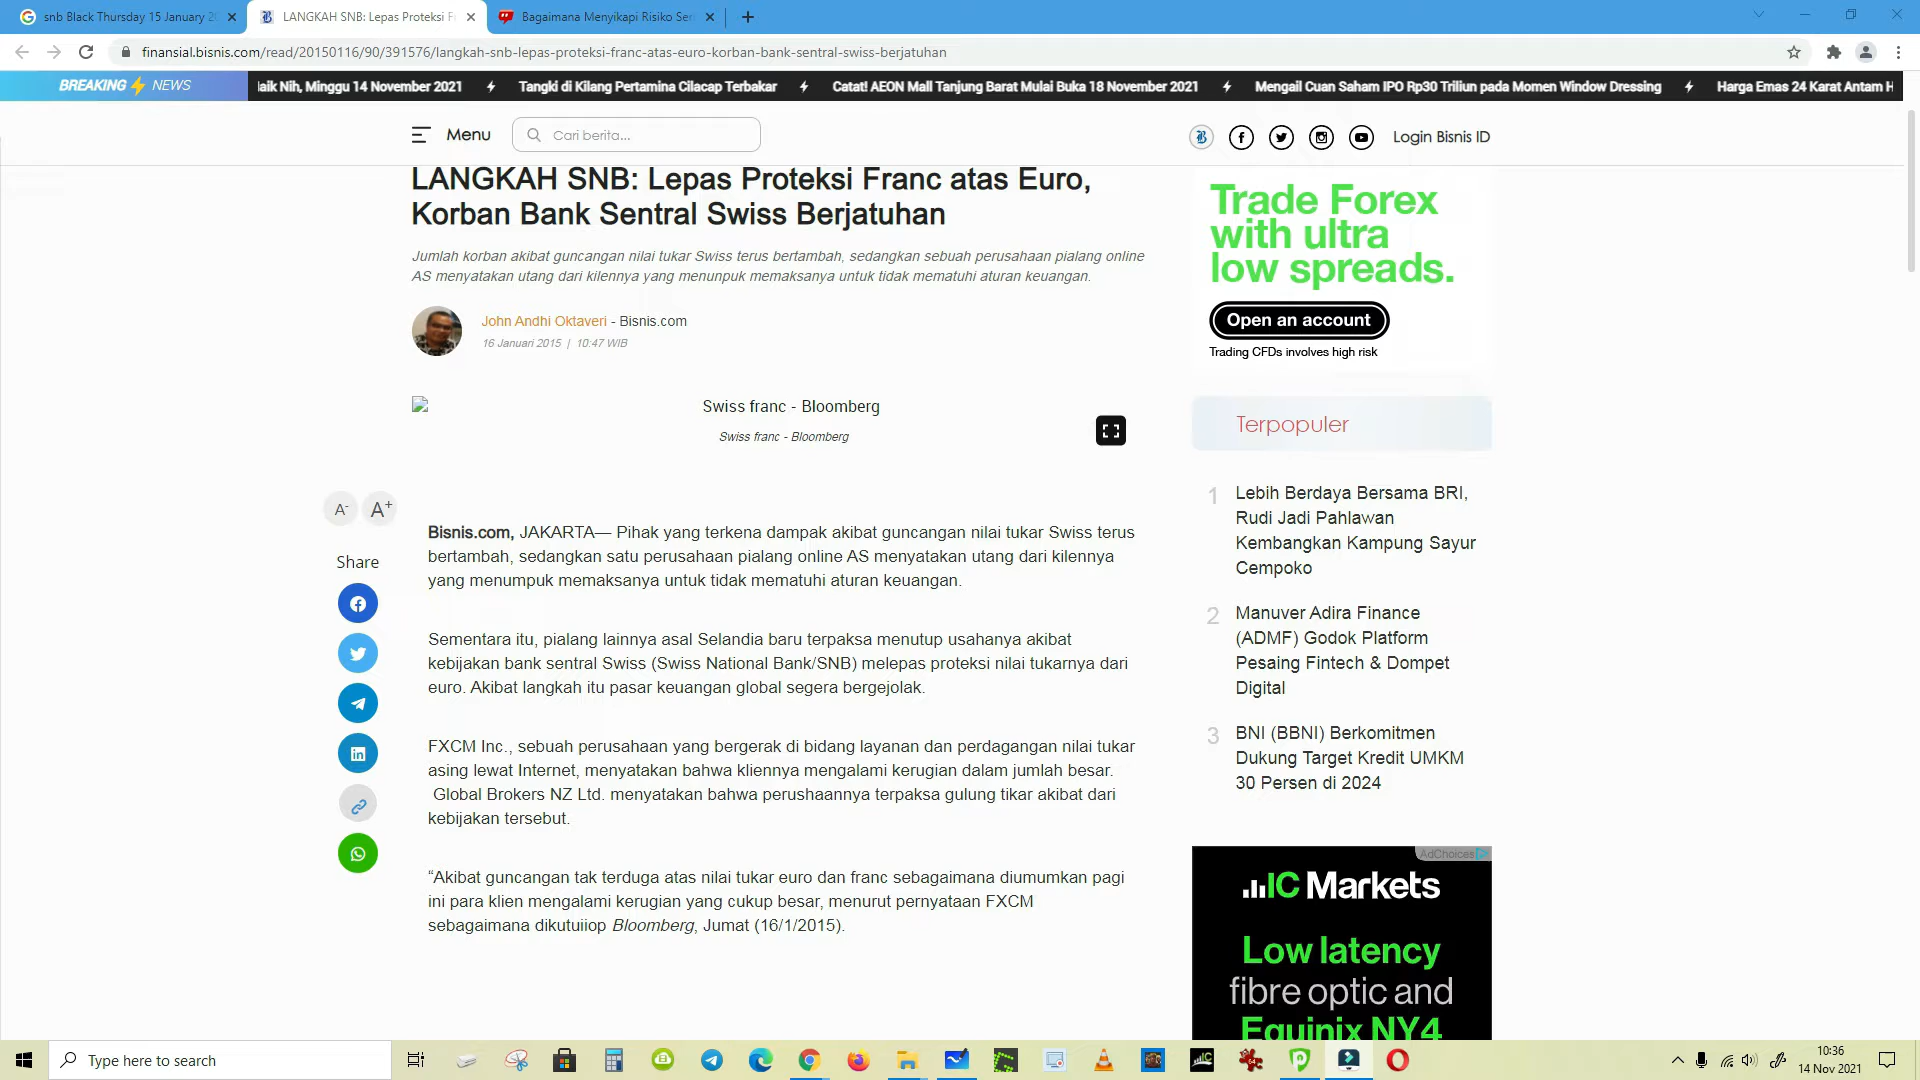 snb Black Thursday 15 January 20
LANGKAH SNB: Lepas Proteksi Fr
Bagaimana Menyikapi Risiko Ser
finansial.bisnis.com/read/20150116/90/391576/langkah-snb-lepas-proteksi-franc-atas-euro-korban-bank-sentral-swiss-berjatuhan
BREAKING NEWS
Naik Nih, Minggu 14 November 2021
Tangki di Kilang Pertamina Cilacap Terbakar
Catat! AEON Mall Tanjung Barat Mulai Buka 18 November 2021
Mengail Cuan Saham IPO Rp30 Triliun pada Momen Window Dressing
Harga Emas 24 Karat Antam H
Menu
Cari berita...
Login Bisnis ID
LANGKAH SNB: Lepas Proteksi Franc atas Euro,
Korban Bank Sentral Swiss Berjatuhan
Jumlah korban akibat guncangan nilai tukar Swiss terus bertambah, sedangkan sebuah perusahaan pialang online
AS menyatakan utang dari kilennya yang menunpuk memaksanya untuk tidak mematuhi aturan keuangan.
John Andhi Oktaveri - Bisnis.com
16 Januari 2015 | 10:47 WIB
Swiss franc - Bloomberg
Swiss franc - Bloomberg
A-
A+
Share
Bisnis.com, JAKARTA— Pihak yang terkena dampak akibat guncangan nilai tukar Swiss terus
bertambah, sedangkan satu perusahaan pialang online AS menyatakan utang dari kilennya
yang menumpuk memaksanya untuk tidak mematuhi aturan keuangan.
Sementara itu, pialang lainnya asal Selandia baru terpaksa menutup usahanya akibat
kebijakan bank sentral Swiss (Swiss National Bank/SNB) melepas proteksi nilai tukarnya dari
euro. Akibat langkah itu pasar keuangan global segera bergejolak.
FXCM Inc., sebuah perusahaan yang bergerak di bidang layanan dan perdagangan nilai tukar
asing lewat Internet, menyatakan bahwa kliennya mengalami kerugian dalam jumlah besar.
Global Brokers NZ Ltd. menyatakan bahwa perushaannya terpaksa gulung tikar akibat dari
kebijakan tersebut.
“Akibat guncangan tak terduga atas nilai tukar euro dan franc sebagaimana diumumkan pagi
ini para klien mengalami kerugian yang cukup besar, menurut pernyataan FXCM
sebagaimana dikutuiiop Bloomberg, Jumat (16/1/2015).
Trade Forex
with ultra
low spreads.
Open an account
Trading CFDs involves high risk
Terpopuler
1
Lebih Berdaya Bersama BRI,
Rudi Jadi Pahlawan
Kembangkan Kampung Sayur
Cempoko
2
Manuver Adira Finance
(ADMF) Godok Platform
Pesaing Fintech & Dompet
Digital
3
BNI (BBNI) Berkomitmen
Dukung Target Kredit UMKM
30 Persen di 2024
AdChoices
IC Markets
Low latency
fibre optic and
Equinix NY4
Type here to search
10:36
14 Nov 2021